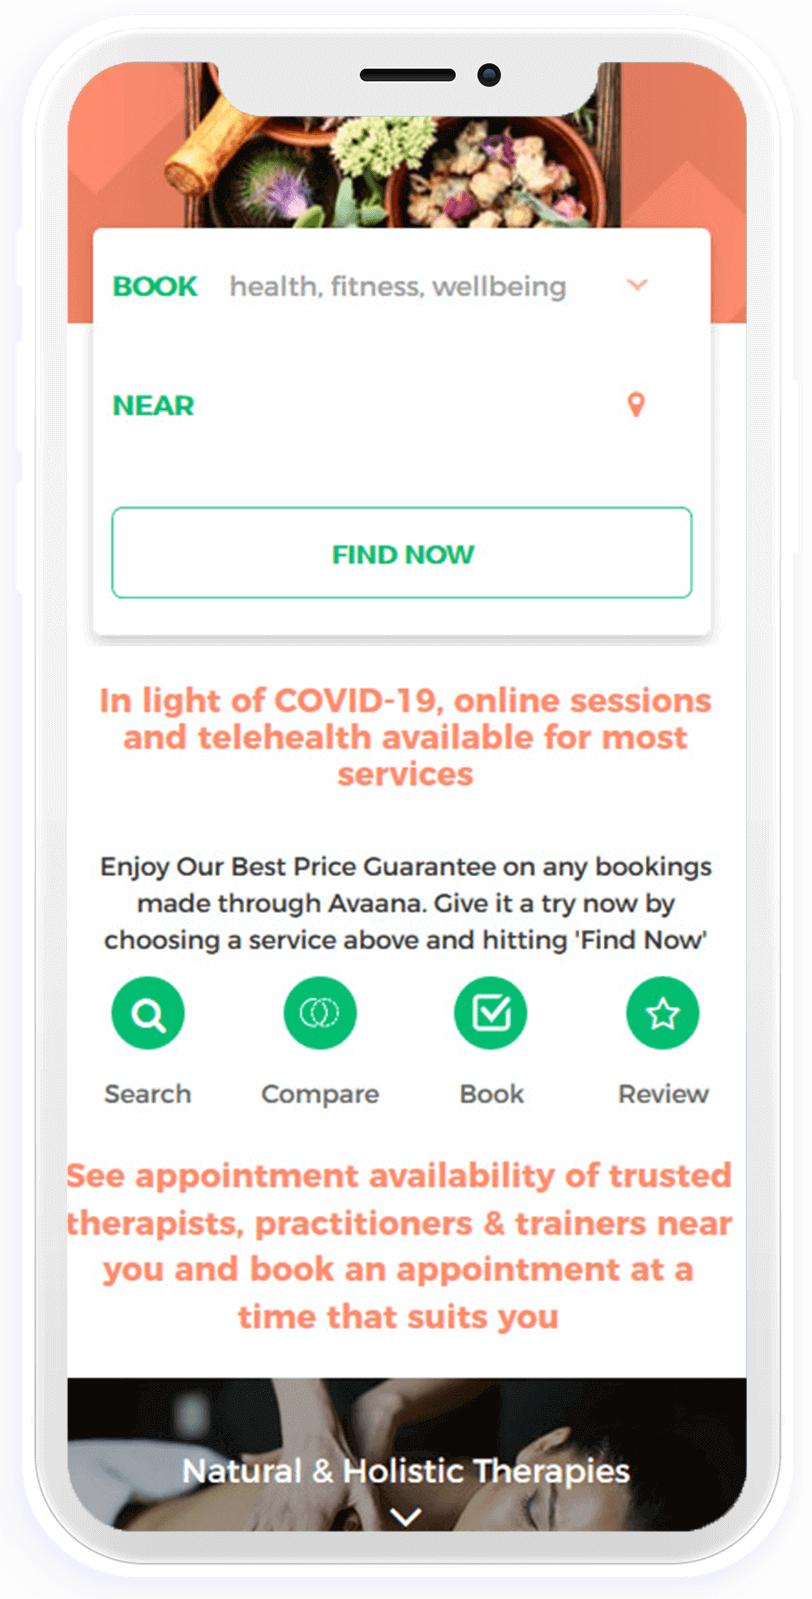 BOOK health, fitness, wellbeing
NEAR
FIND NOW
In light of COVID-19, online sessions
and telehealth available for most
services
Enjoy Our Best Price Guarantee on any bookings
made through Avaana. Give it a try now by
choosing a service above and hitting 'Find Now'
Search Compare Book Review
See appointment availability of trusted
therapists, practitioners & trainers near
you and book an appointment at a
time that suits you
Natural & Holistic Therapies